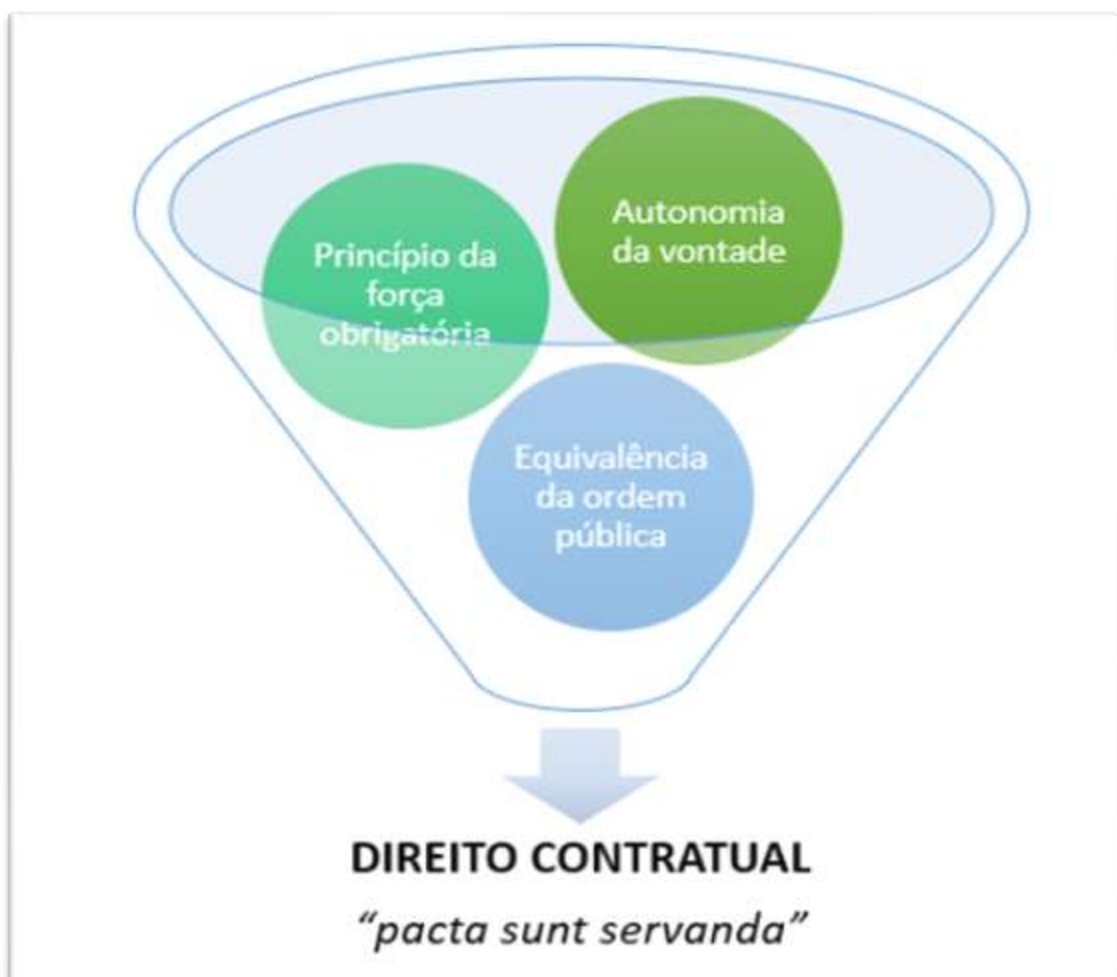 Autonomia
da vontade
Princípio da
força
obrigatória
Equivalência
da ordem
pública
DIREITO CONTRATUAL
“pacta sunt servanda”